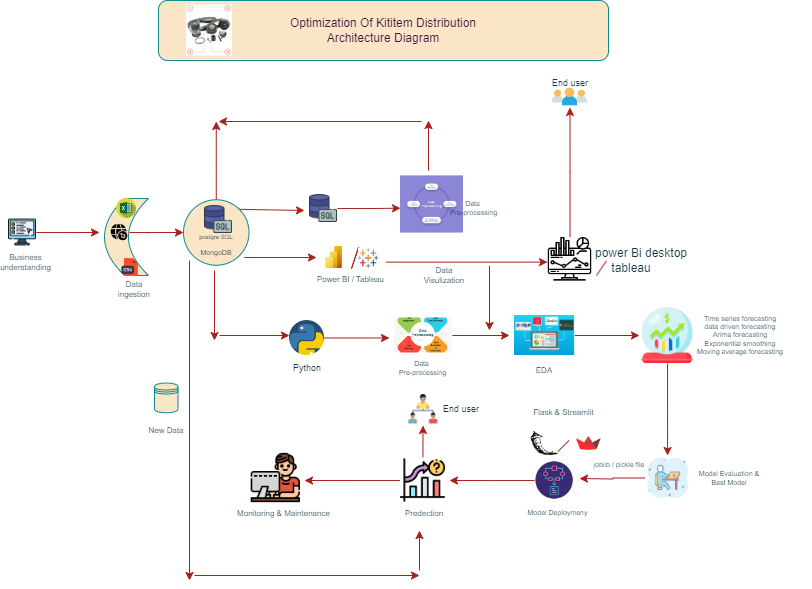 Optimization Of Kititem Distribution
Architecture Diagram
End user
SQL
SQL
Data
Pre-processing
postgre SQL
MongoDB
CSV
Business
understanding
Data
ingestion
Power BI / Tableau
Data
Visulization
power Bi desktop
tableau
Python
Data
Pre-processing
EDA
Time series forecasting
data driven forecasting
Arima forecasting
Exponential smoothing
Moving average forecasting
New Data
End user
Flask & Streamlit
joblib / pickle file
Model Evaluation &
Best Model
Monitoring & Maintenance
Predection
Model Deploymeny